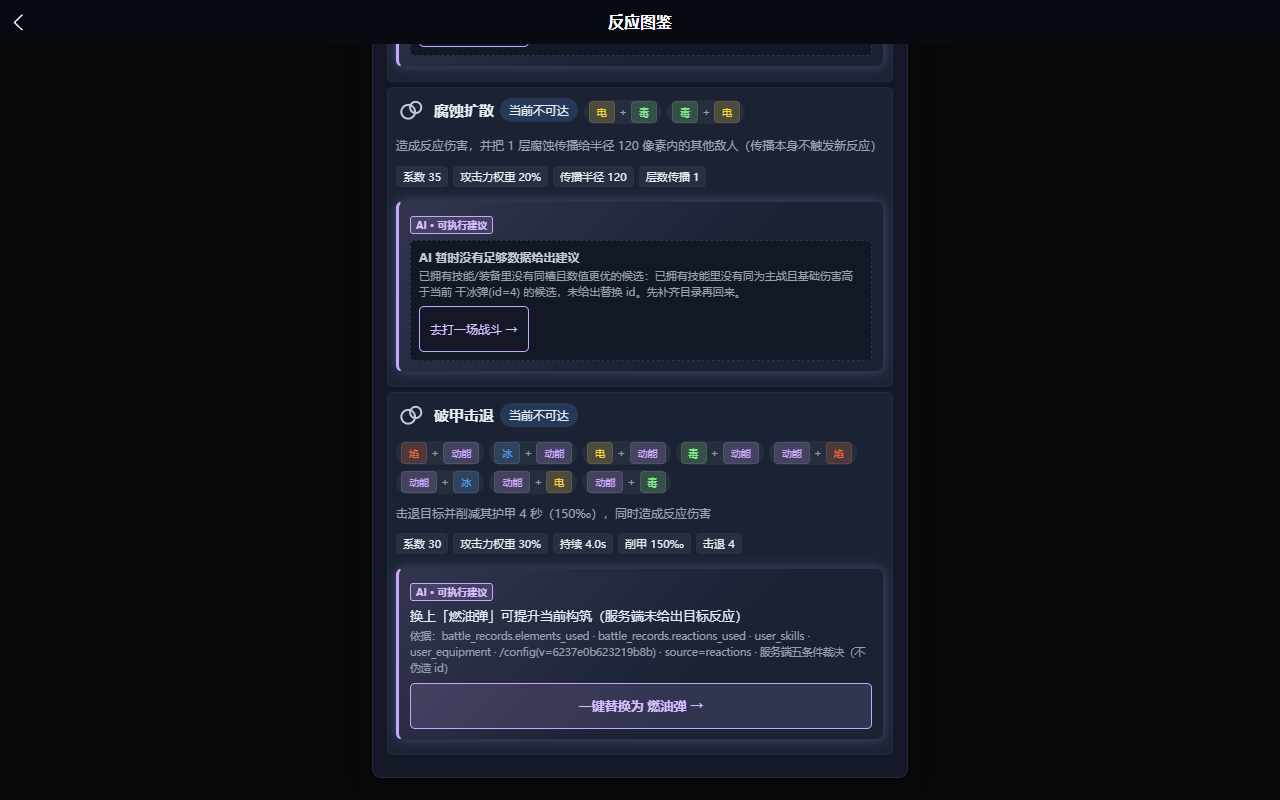 反应图鉴
腐蚀扩散 当前不可达 电 + 毒 毒 + 电
造成反应伤害，并把 1 层腐蚀传播给半径 120 像素内的其他敌人（传播本身不触发新反应）
系数 35 攻击力权重 20% 传播半径 120 层数传播 1
AI • 可执行建议
AI 暂时没有足够数据给出建议
已拥有技能/装备里没有同槽且数值更优的候选：已拥有技能里没有同为主战且基础伤害高
于当前 干冰弹(id=4) 的候选，未给出替换 id。先补齐目录再回来。
去打一场战斗 →
破甲击退 当前不可达
焰 + 动能 冰 + 动能 电 + 动能 毒 + 动能 动能 + 焰
动能 + 冰 动能 + 电 动能 + 毒
击退目标并削减其护甲 4 秒（150‰），同时造成反应伤害
系数 30 攻击力权重 30% 持续 4.0s 削甲 150‰ 击退 4
AI • 可执行建议
换上「燃油弹」可提升当前构筑（服务端未给出目标反应）
依据：battle_records.elements_used · battle_records.reactions_used · user_skills ·
user_equipment · /config(v=6237e0b623219b8b) · source=reactions · 服务端五条件裁决（不
伪造 id）
一键替换为 燃油弹 →